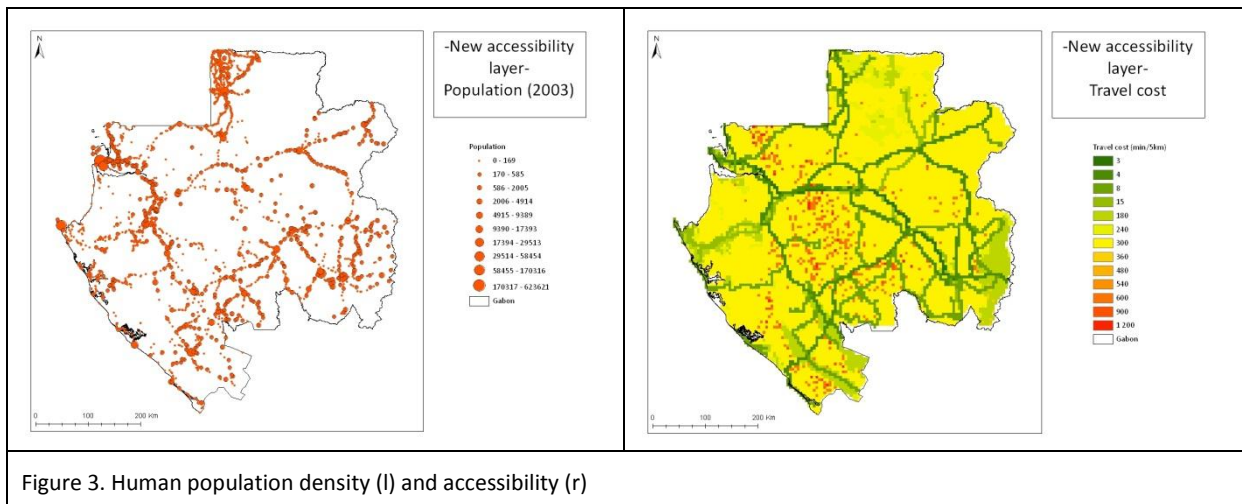 N
-New accessibility
layer-
Population (2003)
Population
0 - 169
170 - 585
586 - 2005
2006 - 4914
4915 - 9389
9390 - 17393
17394 - 29513
29514 - 58454
58455 - 170316
170317 - 623621
Gabon
0 100 200 Km
N
-New accessibility
layer-
Travel cost
Travel cost (min/5km)
3
4
8
15
180
240
300
360
480
540
600
900
1 200
Gabon
0 100 200 Km
Figure 3. Human population density (l) and accessibility (r)